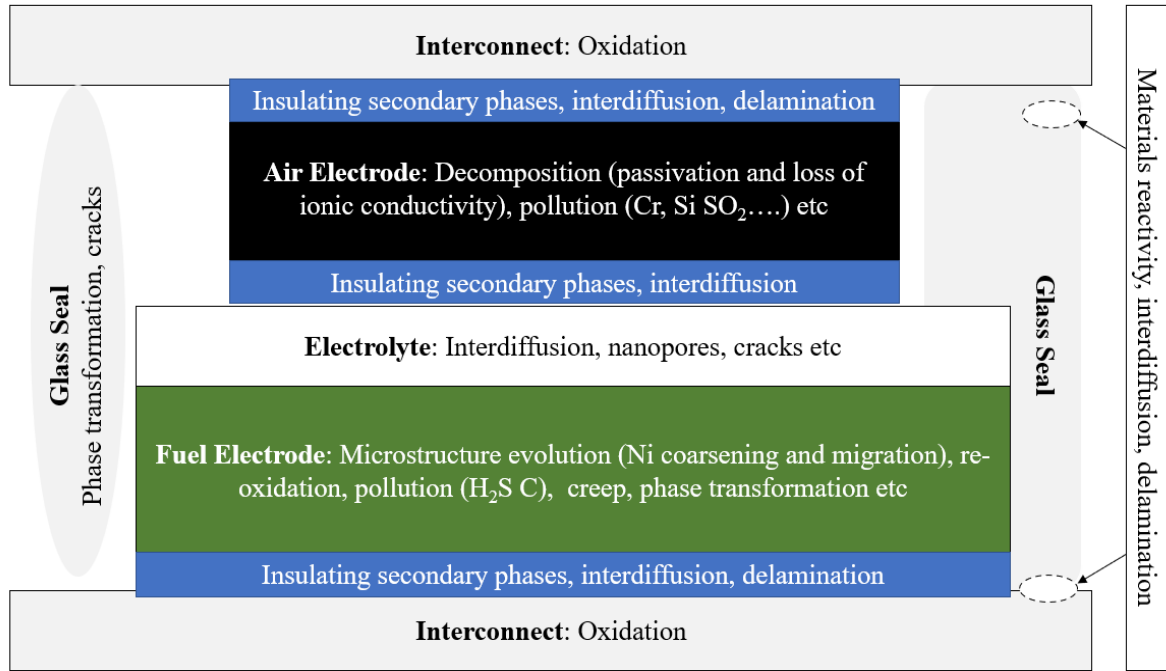 Interconnect: Oxidation
Insulating secondary phases, interdiffusion, delamination
Air Electrode: Decomposition (passivation and loss of
ionic conductivity), pollution (Cr, Si SO₂….) etc
Insulating secondary phases, interdiffusion
Electrolyte: Interdiffusion, nanopores, cracks etc
Fuel Electrode: Microstructure evolution (Ni coarsening and migration), re-
oxidation, pollution (H₂S C),  creep, phase transformation etc
Insulating secondary phases, interdiffusion, delamination
Interconnect: Oxidation
Glass Seal
Phase transformation, cracks
Glass Seal
Materials reactivity, interdiffusion, delamination